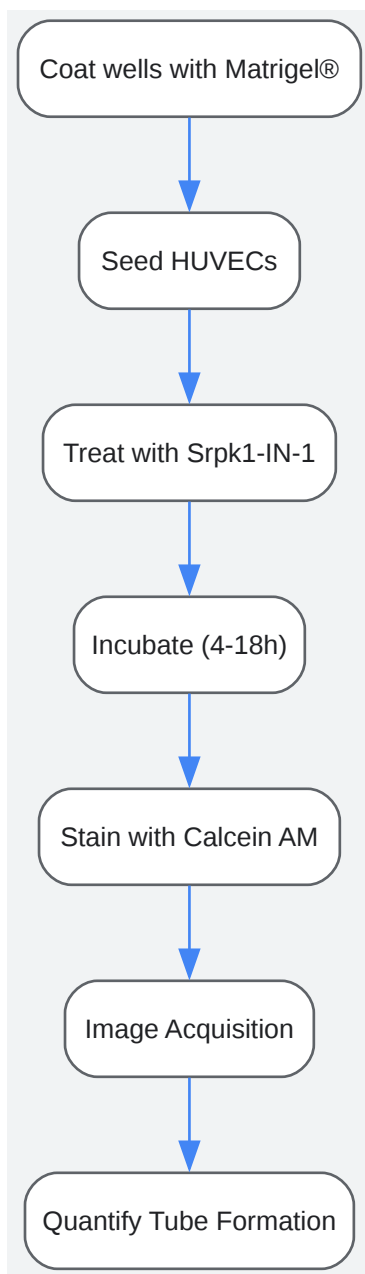 Coat wells with Matrigel®
Seed HUVECs
Treat with Srpk1-IN-1
Incubate (4-18h)
Stain with Calcein AM
Image Acquisition
Quantify Tube Formation